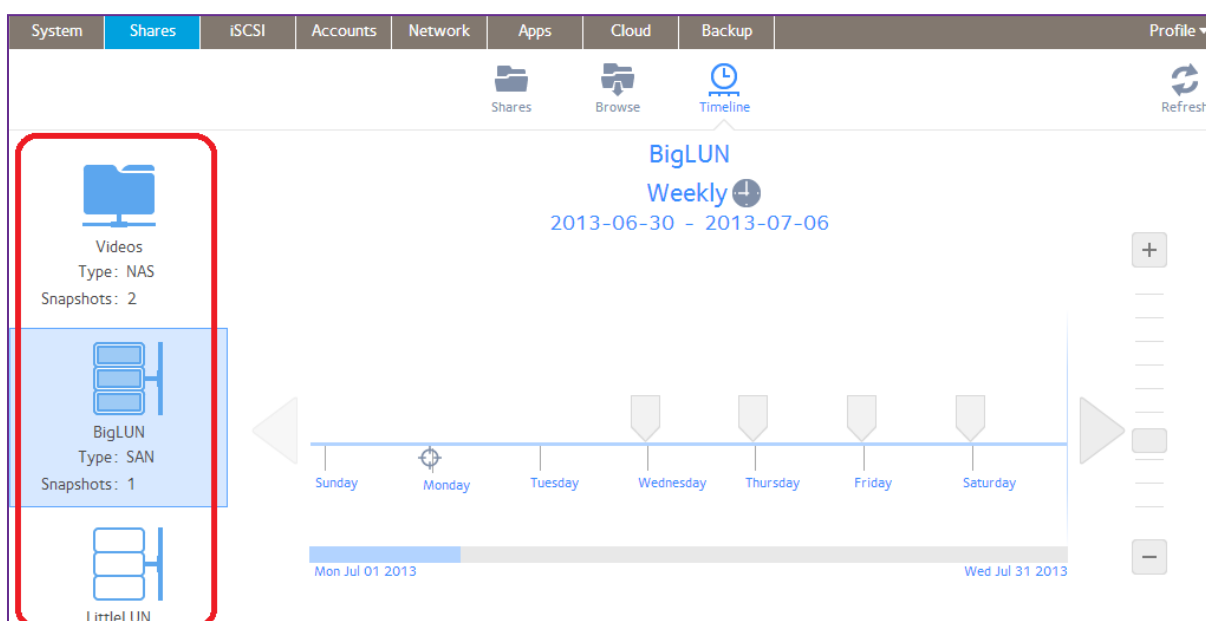 System Shares iSCSI Accounts Network Apps Cloud Backup Profile
Shares Browse Timeline Refresh
BigLUN
Weekly
2013-06-30 - 2013-07-06
Videos
Type: NAS
Snapshots: 2
BigLUN
Type: SAN
Snapshots: 1
LittleLUN
Sunday Monday Tuesday Wednesday Thursday Friday Saturday
Mon Jul 01 2013 Wed Jul 31 2013